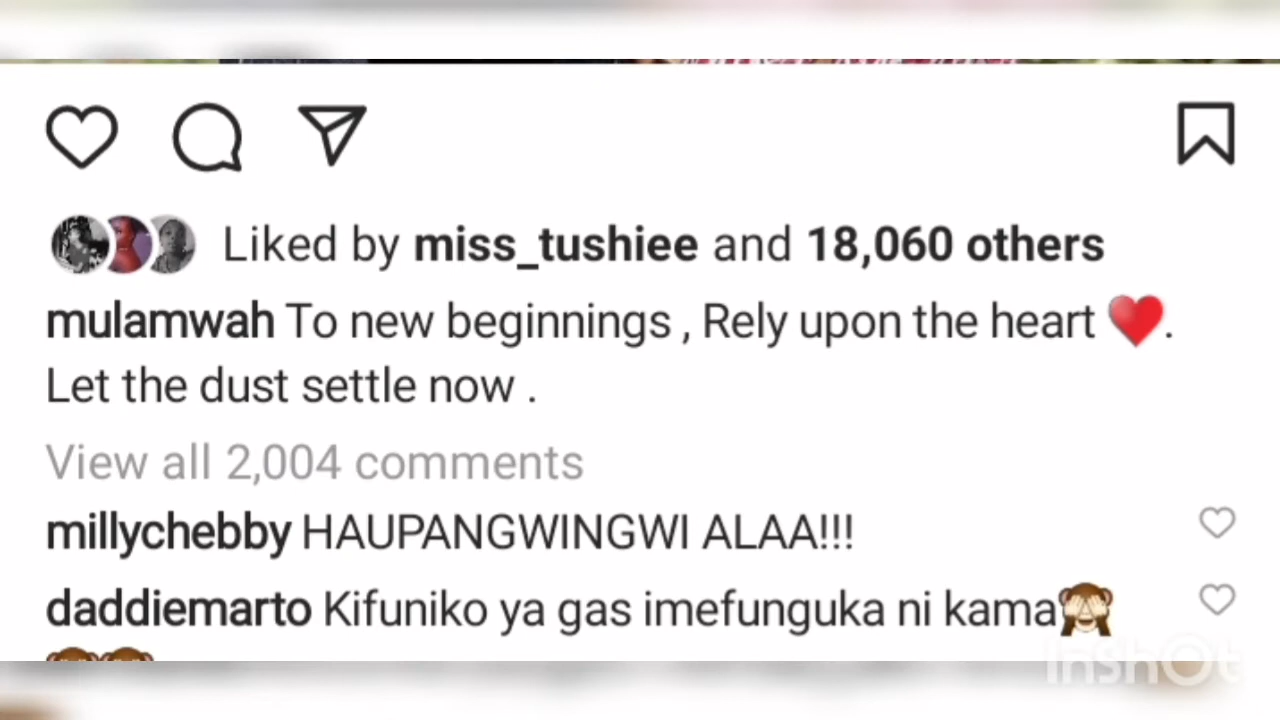 Liked by miss_tushiee and 18,060 others
mulamwah To new beginnings , Rely upon the heart ❤️.
Let the dust settle now .
View all 2,004 comments
millychebby HAUPANGWINGWI ALAA!!!
daddiemarto Kifuniko ya gas imefunguka ni kama🙈
InShOt